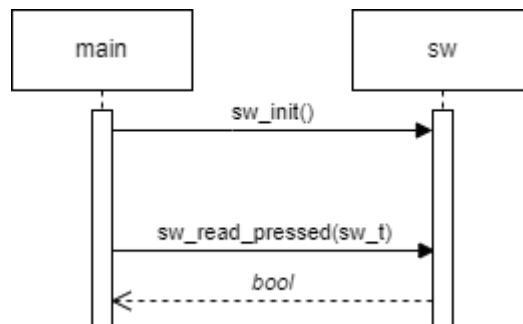 main
sw
sw_init()
sw_read_pressed(sw_t)
bool